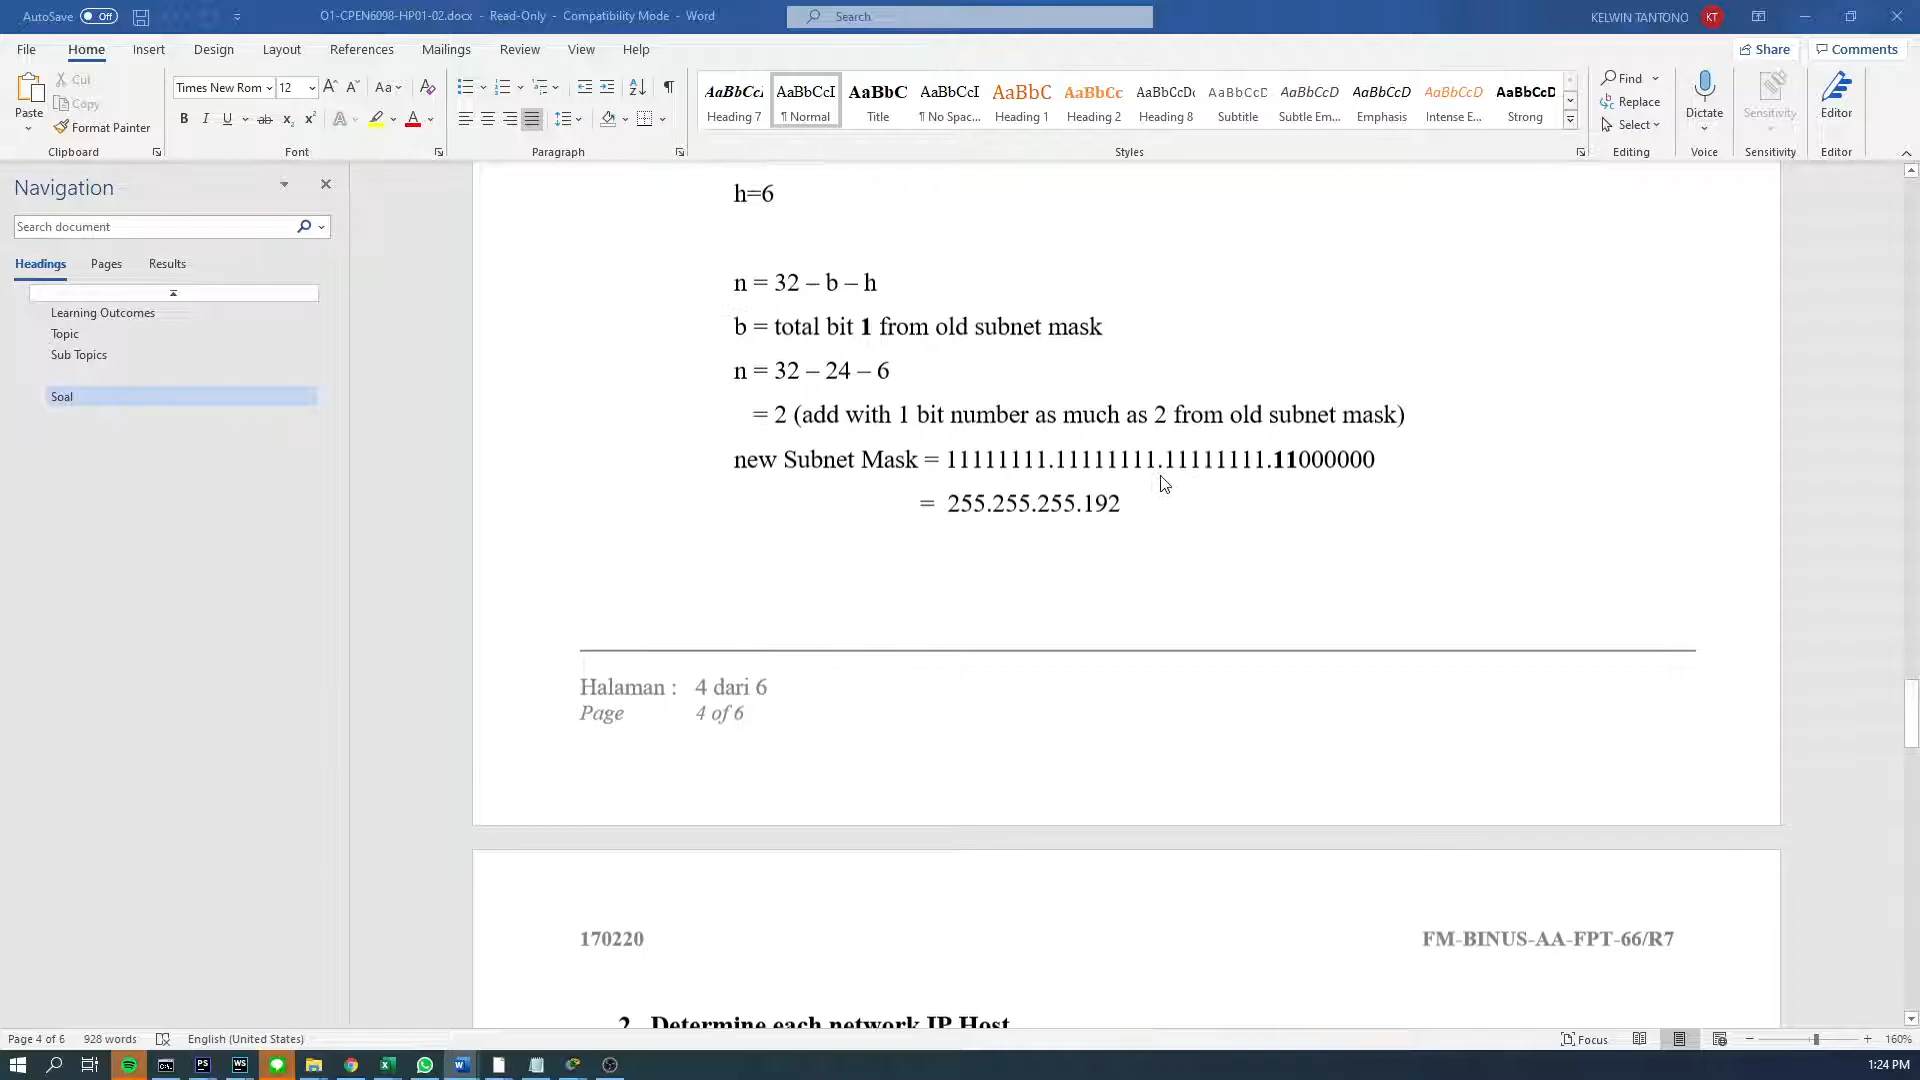 AutoSave Off
O1-CPEN6098-HP01-02.docx - Read-Only - Compatibility Mode - Word
Search
KELWIN TANTONO KT
File Home Insert Design Layout References Mailings Review View Help
Share Comments
Paste
Cut
Copy
Format Painter
Clipboard
Times New Rom 12
Font
Paragraph
AaBbCcI AaBbCcI AaBbC AaBbCcI AaBbC AaBbCc AaBbCcDc AaBbCcD AaBbCcD AaBbCcD AaBbCcD AaBbCcD
Heading 7 ¶ Normal Title ¶ No Spac... Heading 1 Heading 2 Heading 8 Subtitle Subtle Em... Emphasis Intense E... Strong
Styles
Find
Replace
Select
Editing
Dictate
Voice
Sensitivity
Sensitivity
Editor
Editor
Navigation
Search document
Headings Pages Results
Learning Outcomes
Topic
Sub Topics
Soal
h=6
n = 32 – b – h
b = total bit 1 from old subnet mask
n = 32 – 24 – 6
= 2 (add with 1 bit number as much as 2 from old subnet mask)
new Subnet Mask = 11111111.11111111.11111111.11000000
= 255.255.255.192
Halaman : 4 dari 6
Page 4 of 6
170220 FM-BINUS-AA-FPT-66/R7
2. Determine each network IP Host
Page 4 of 6 928 words English (United States) Focus 160%
1:24 PM